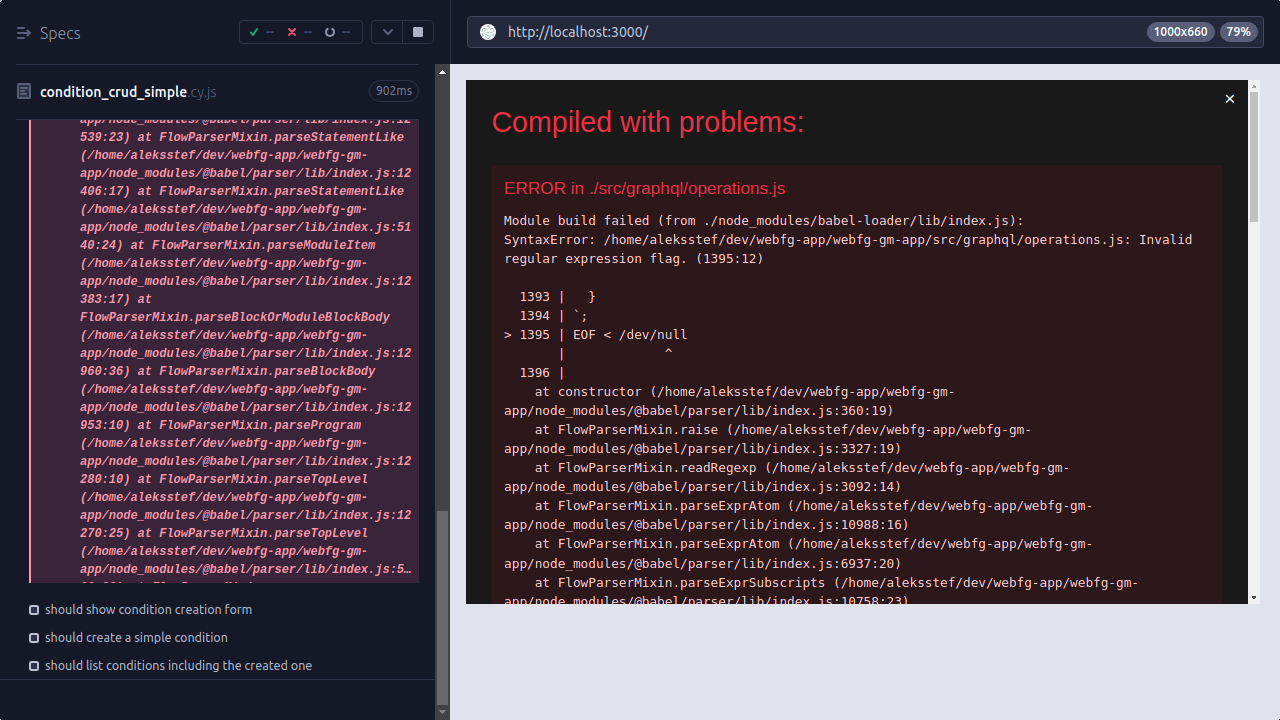 Specs
-- -- --
http://localhost:3000/
1000x660
79%
condition_crud_simple.cy.js
902ms
app/node_modules/@babel/parser/lib/index.js:12
539:23) at FlowParserMixin.parseStatementLike
(/home/aleksstef/dev/webfg-app/webfg-gm-
app/node_modules/@babel/parser/lib/index.js:12
406:17) at FlowParserMixin.parseStatementLike
(/home/aleksstef/dev/webfg-app/webfg-gm-
app/node_modules/@babel/parser/lib/index.js:51
40:24) at FlowParserMixin.parseModuleItem
(/home/aleksstef/dev/webfg-app/webfg-gm-
app/node_modules/@babel/parser/lib/index.js:12
383:17) at
FlowParserMixin.parseBlockOrModuleBlockBody
(/home/aleksstef/dev/webfg-app/webfg-gm-
app/node_modules/@babel/parser/lib/index.js:12
960:36) at FlowParserMixin.parseBlockBody
(/home/aleksstef/dev/webfg-app/webfg-gm-
app/node_modules/@babel/parser/lib/index.js:12
953:10) at FlowParserMixin.parseProgram
(/home/aleksstef/dev/webfg-app/webfg-gm-
app/node_modules/@babel/parser/lib/index.js:12
280:10) at FlowParserMixin.parseTopLevel
(/home/aleksstef/dev/webfg-app/webfg-gm-
app/node_modules/@babel/parser/lib/index.js:12
270:25) at FlowParserMixin.parseTopLevel
(/home/aleksstef/dev/webfg-app/webfg-gm-
app/node_modules/@babel/parser/lib/index.js:5…
should show condition creation form
should create a simple condition
should list conditions including the created one
×
Compiled with problems:
ERROR in ./src/graphql/operations.js
Module build failed (from ./node_modules/babel-loader/lib/index.js):
SyntaxError: /home/aleksstef/dev/webfg-app/webfg-gm-app/src/graphql/operations.js: Invalid
regular expression flag. (1395:12)
  1393 |   }
  1394 | `;
> 1395 | EOF < /dev/null
       |             ^
  1396 |
    at constructor (/home/aleksstef/dev/webfg-app/webfg-gm-
app/node_modules/@babel/parser/lib/index.js:360:19)
    at FlowParserMixin.raise (/home/aleksstef/dev/webfg-app/webfg-gm-
app/node_modules/@babel/parser/lib/index.js:3327:19)
    at FlowParserMixin.readRegexp (/home/aleksstef/dev/webfg-app/webfg-gm-
app/node_modules/@babel/parser/lib/index.js:3092:14)
    at FlowParserMixin.parseExprAtom (/home/aleksstef/dev/webfg-app/webfg-gm-
app/node_modules/@babel/parser/lib/index.js:10988:16)
    at FlowParserMixin.parseExprAtom (/home/aleksstef/dev/webfg-app/webfg-gm-
app/node_modules/@babel/parser/lib/index.js:6937:20)
    at FlowParserMixin.parseExprSubscripts (/home/aleksstef/dev/webfg-app/webfg-gm-
app/node_modules/@babel/parser/lib/index.js:10758:23)